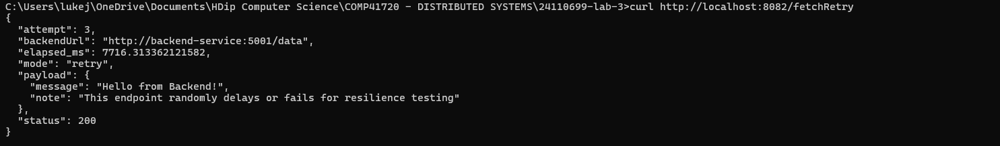 C:\Users\lukej\OneDrive\Documents\HDip Computer Science\COMP41720 - DISTRIBUTED SYSTEMS\24110699-lab-3>curl http://localhost:8082/fetchRetry
{
  "attempt": 3,
  "backendUrl": "http://backend-service:5001/data",
  "elapsed_ms": 7716.313362121582,
  "mode": "retry",
  "payload": {
    "message": "Hello from Backend!",
    "note": "This endpoint randomly delays or fails for resilience testing"
  },
  "status": 200
}